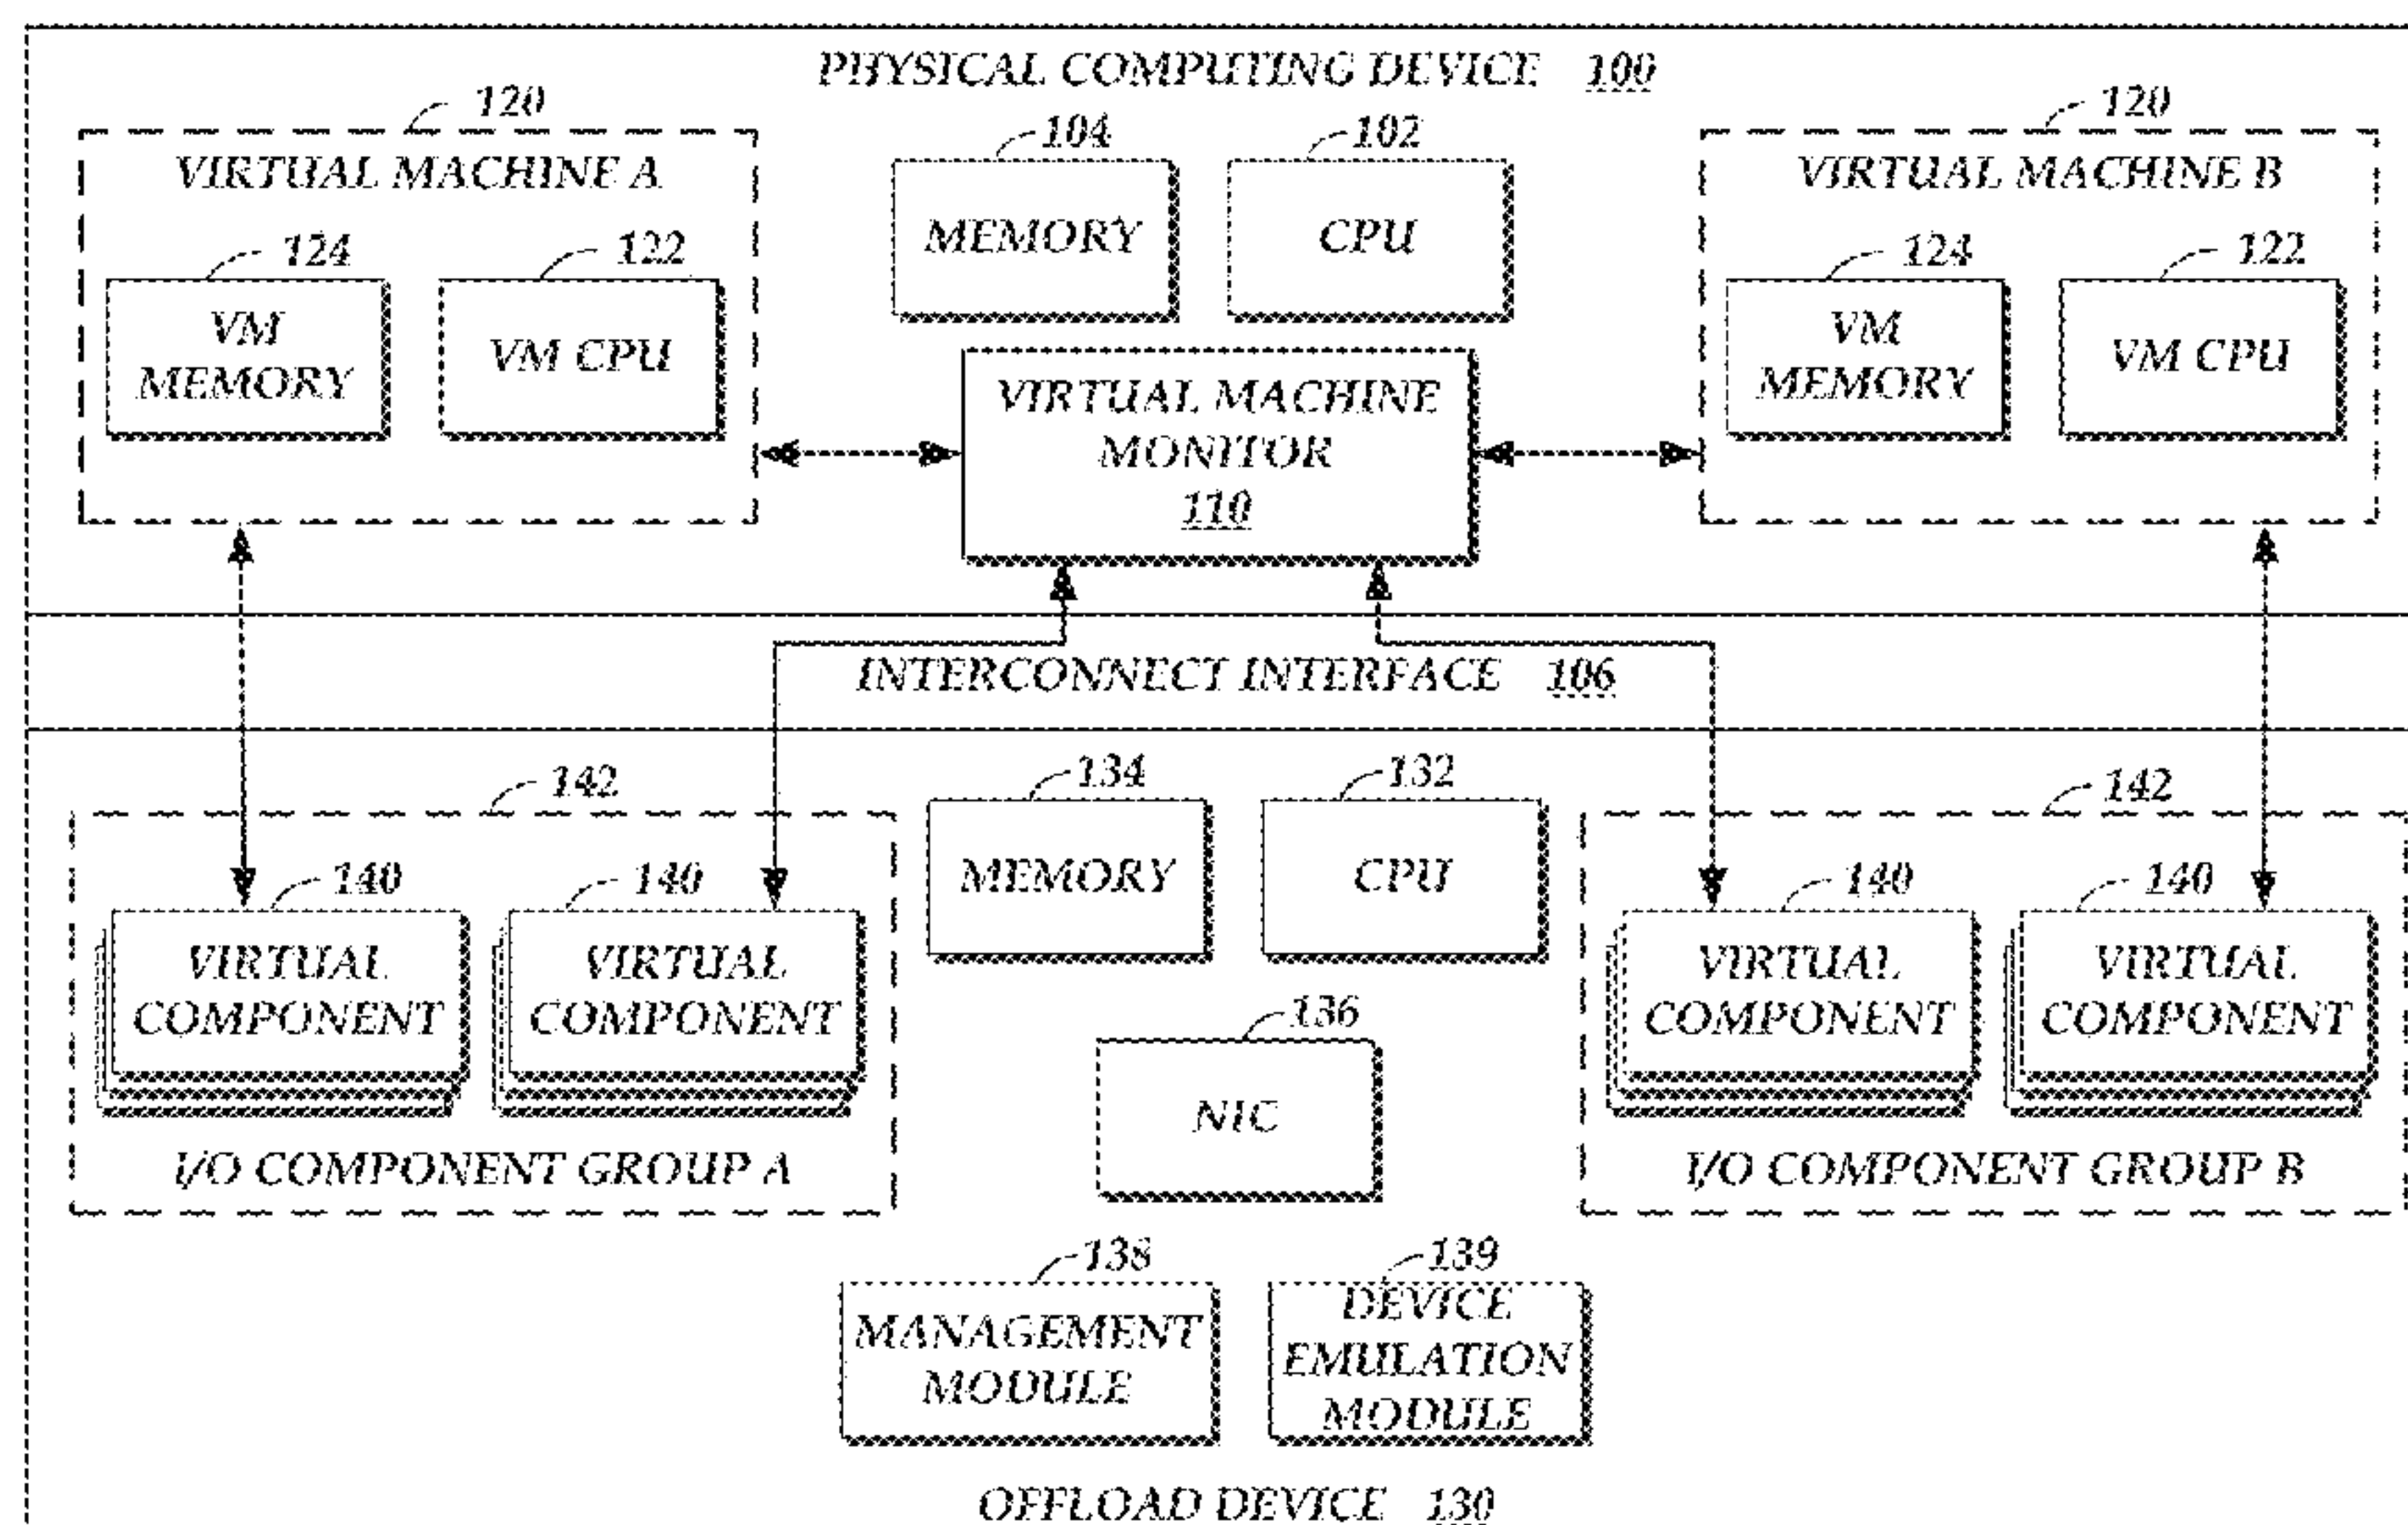 PHYSICAL COMPUTING DEVICE 100
120
VIRTUAL MACHINE A
124
VM
MEMORY
122
VM CPU
104
MEMORY
102
CPU
120
VIRTUAL MACHINE B
124
VM
MEMORY
122
VM CPU
VIRTUAL MACHINE
MONITOR
110
INTERCONNECT INTERFACE 106
142
140
VIRTUAL
COMPONENT
140
VIRTUAL
COMPONENT
I/O COMPONENT GROUP A
134
MEMORY
132
CPU
136
NIC
142
140
VIRTUAL
COMPONENT
140
VIRTUAL
COMPONENT
I/O COMPONENT GROUP B
138
MANAGEMENT
MODULE
139
DEVICE
EMULATION
MODULE
OFFLOAD DEVICE 130